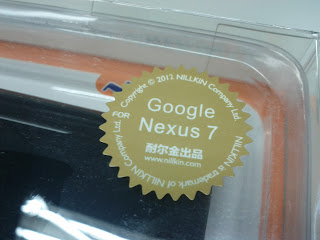 Copyright © 2012 NILLKIN Company Ltd.
FOR
Google
Nexus 7
耐尔金出品
www.nillkin.com
NILLKIN is trademark of NILLKIN Company Ltd.